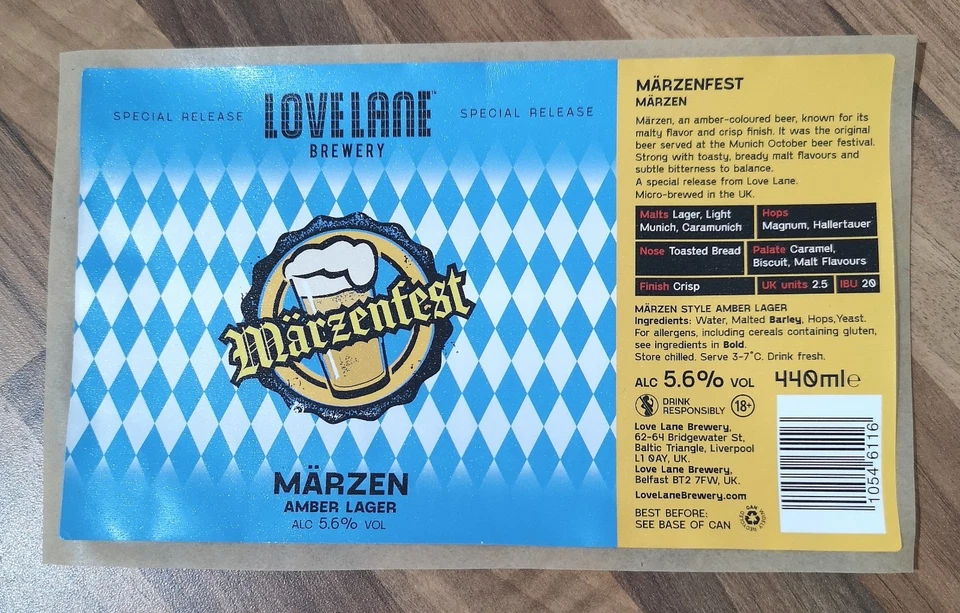 SPECIAL RELEASE
LOVELANE™
BREWERY
SPECIAL RELEASE
Märzenfest
MÄRZEN
AMBER LAGER
ALC 5.6% VOL
MÄRZENFEST
MÄRZEN
Märzen, an amber-coloured beer, known for its
malty flavor and crisp finish. It was the original
beer served at the Munich October beer festival.
Strong with toasty, bready malt flavours and
subtle bitterness to balance.
A special release from Love Lane.
Micro-brewed in the UK.
Malts Lager, Light
Munich, Caramunich
Hops
Magnum, Hallertauer
Nose Toasted Bread
Palate Caramel,
Biscuit, Malt Flavours
Finish Crisp
UK units 2.5
IBU 20
MÄRZEN STYLE AMBER LAGER
Ingredients: Water, Malted Barley, Hops,Yeast.
For allergens, including cereals containing gluten,
see ingredients in Bold.
Store chilled. Serve 3-7°C. Drink fresh.
ALC 5.6% VOL 440ml℮
DRINK
RESPONSIBLY
18+
Love Lane Brewery,
62-64 Bridgewater St,
Baltic Triangle, Liverpool
L1 0AY, UK.
Love Lane Brewery,
Belfast BT2 7FW, UK.
LoveLaneBrewery.com
BEST BEFORE:
SEE BASE OF CAN
CAN
WIDELY RECYCLED
1054 6116